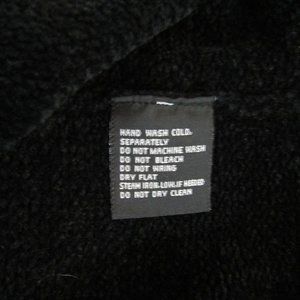 HAND WASH COLD.
SEPARATELY
DO NOT MACHINE WASH
DO NOT BLEACH
DO NOT WRING
DRY FLAT
STEAM IRON.LOW.IF NEEDED
DO NOT DRY CLEAN